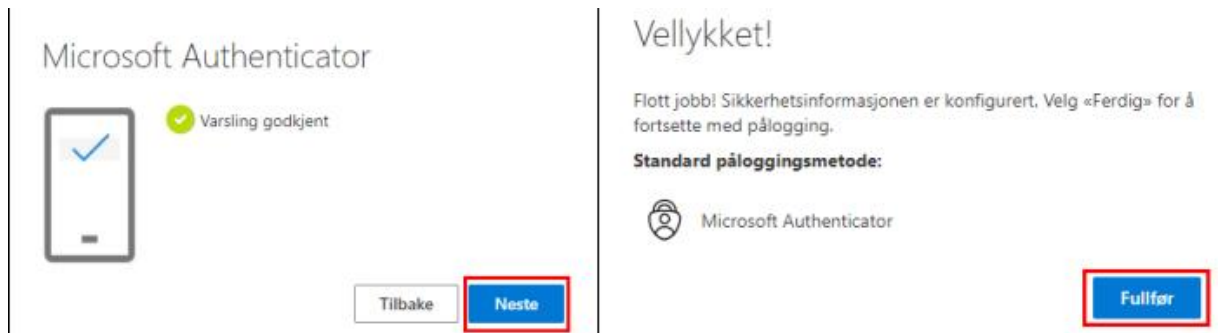 Microsoft Authenticator
Varsling godkjent
Tilbake
Neste
Vellykket!
Flott jobb! Sikkerhetsinformasjonen er konfigurert. Velg «Ferdig» for å
fortsette med pålogging.
Standard påloggingsmetode:
Microsoft Authenticator
Fullfør